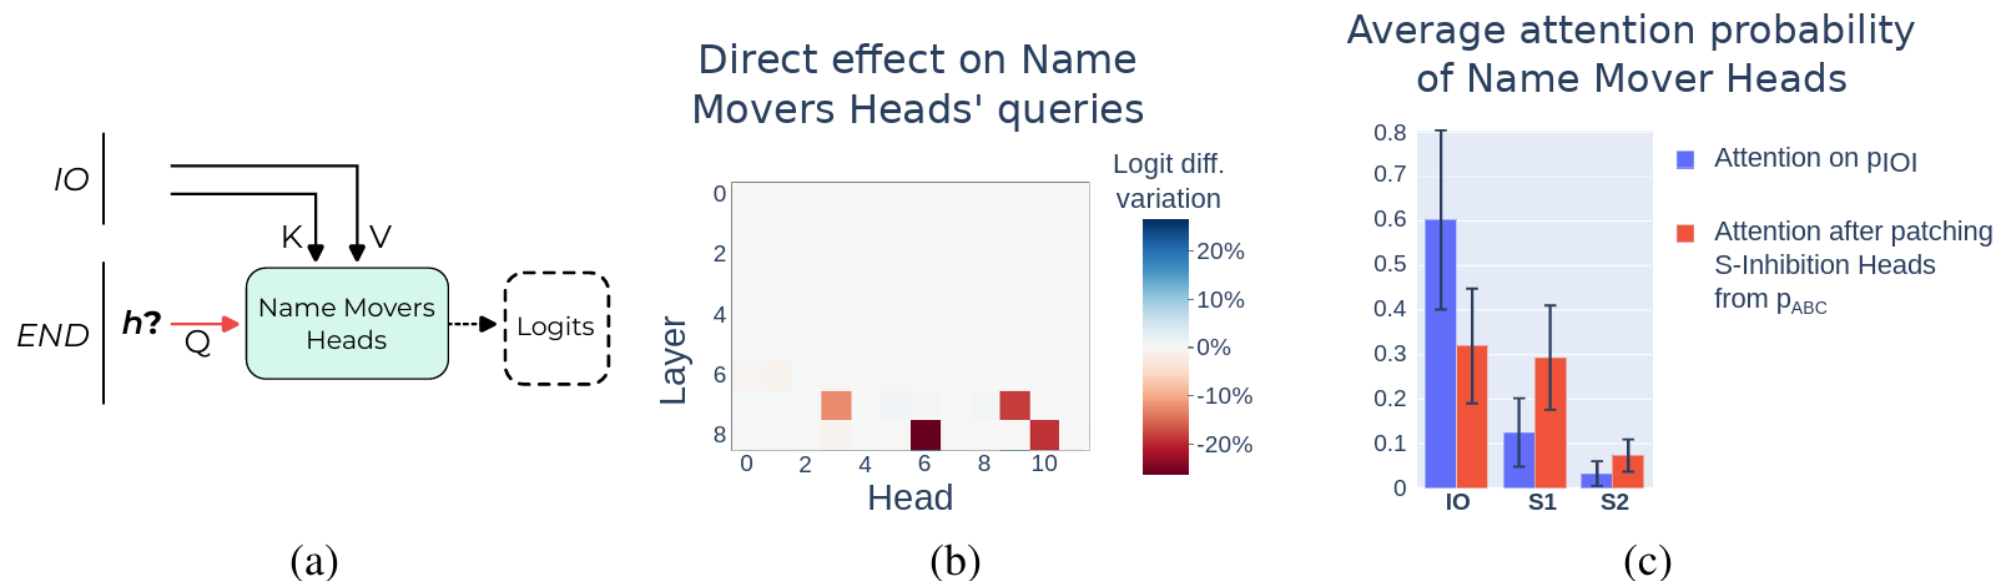 IO
K
V
END
h?
Q
Name Movers
Heads
Logits
(a)
Direct effect on Name
Movers Heads' queries
Logit diff.
variation
Layer
0
2
4
6
8
0 2 4 6 8 10
Head
20%
10%
0%
-10%
-20%
(b)
Average attention probability
of Name Mover Heads
0.8
0.7
0.6
0.5
0.4
0.3
0.2
0.1
0
IO S1 S2
Attention on pIOI
Attention after patching
S-Inhibition Heads
from pABC
(c)